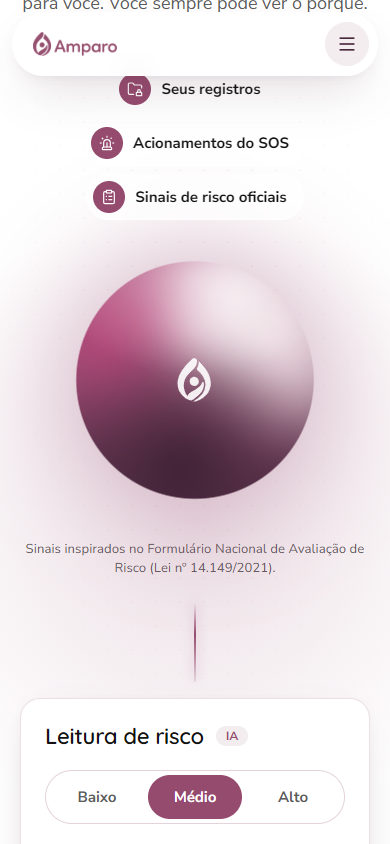 para você. Você sempre pode ver o porquê.
Amparo
Seus registros
Acionamentos do SOS
Sinais de risco oficiais
Sinais inspirados no Formulário Nacional de Avaliação de
Risco (Lei nº 14.149/2021).
Leitura de risco IA
Baixo Médio Alto